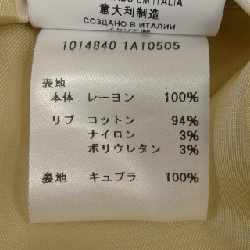 EM ITALIA
意大利制造
СДЕЛАНО В ИТАЛИИ
1014840 1A10505
表地
本体 レーヨン 100%
リブ コットン 94%
ナイロン 3%
ポリウレタン 3%
裏地 キュプラ 100%